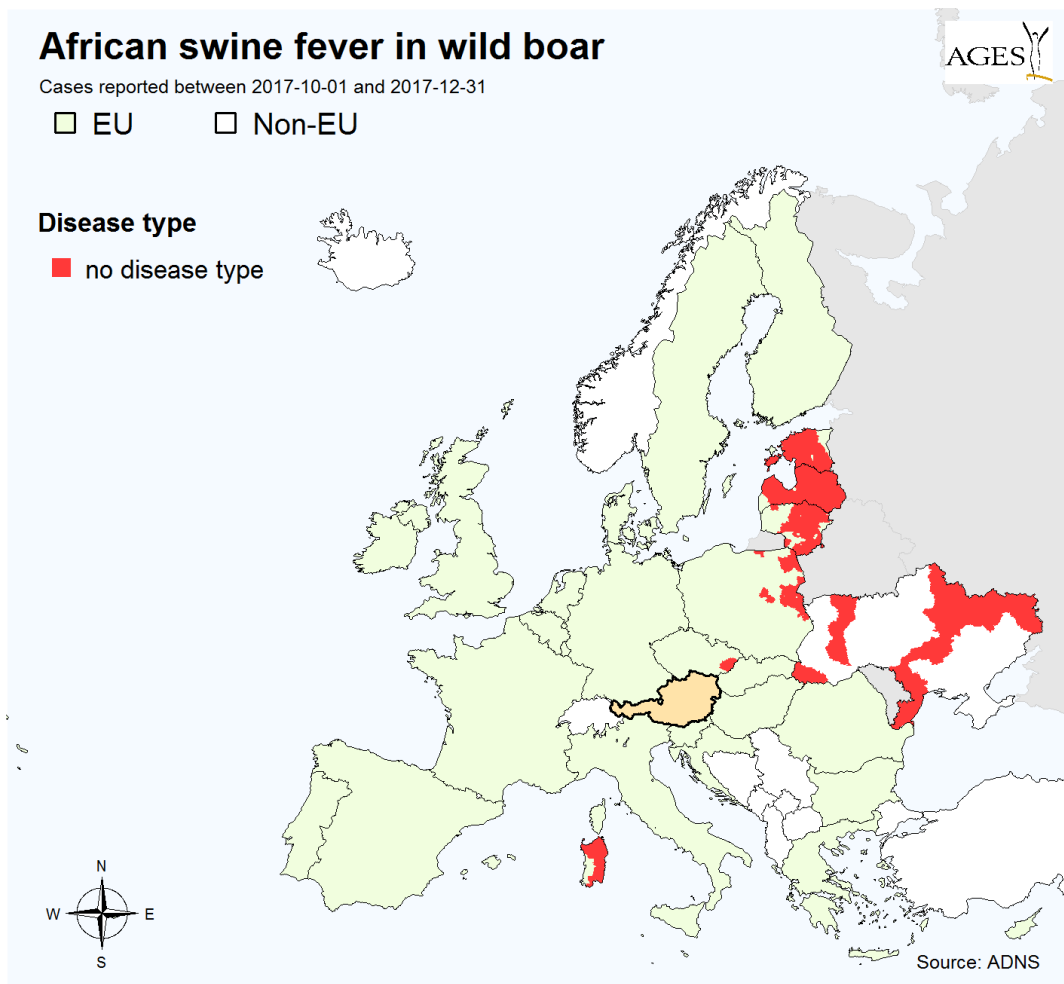 African swine fever in wild boar
Cases reported between 2017-10-01 and 2017-12-31
EU Non-EU
AGES
Disease type
no disease type
N
W E
S
Source: ADNS